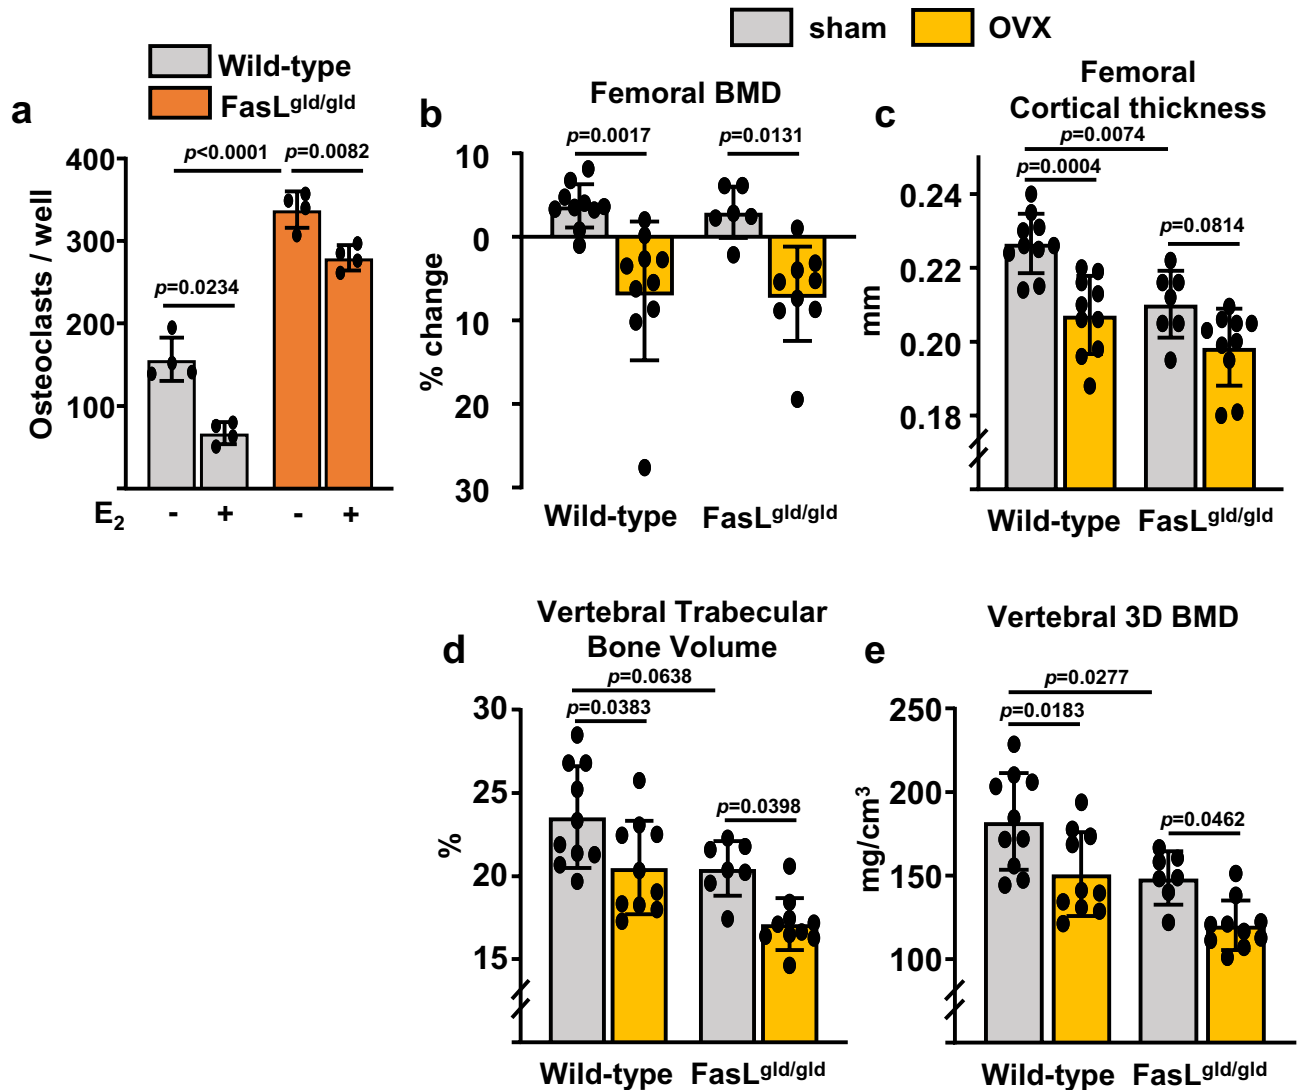 sham OVX
Wild-type
FasLgld/gld
a
p<0.0001 p=0.0082
p=0.0234
400
300
200
100
Osteoclasts / well
E2 - + - +
b
Femoral BMD
p=0.0017 p=0.0131
10
0
10
20
30
% change
Wild-type FasLgld/gld
c
Femoral
Cortical thickness
p=0.0074
p=0.0004
p=0.0814
0.24
0.22
0.20
0.18
mm
Wild-type FasLgld/gld
d
Vertebral Trabecular
Bone Volume
p=0.0638
p=0.0383
p=0.0398
30
25
20
15
%
Wild-type FasLgld/gld
e
Vertebral 3D BMD
p=0.0277
p=0.0183
p=0.0462
250
200
150
100
mg/cm3
Wild-type FasLgld/gld